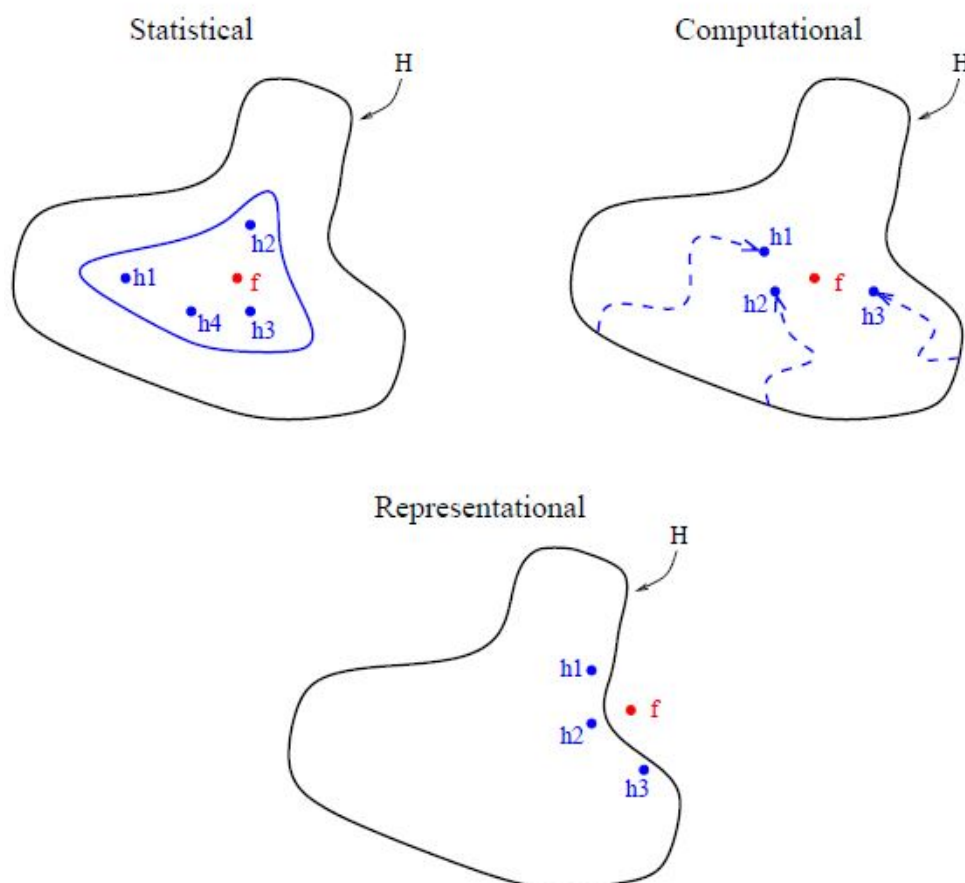 Statistical
H
h2
h1
f
h4
h3
Computational
H
h1
f
h2
h3
Representational
H
h1
f
h2
h3